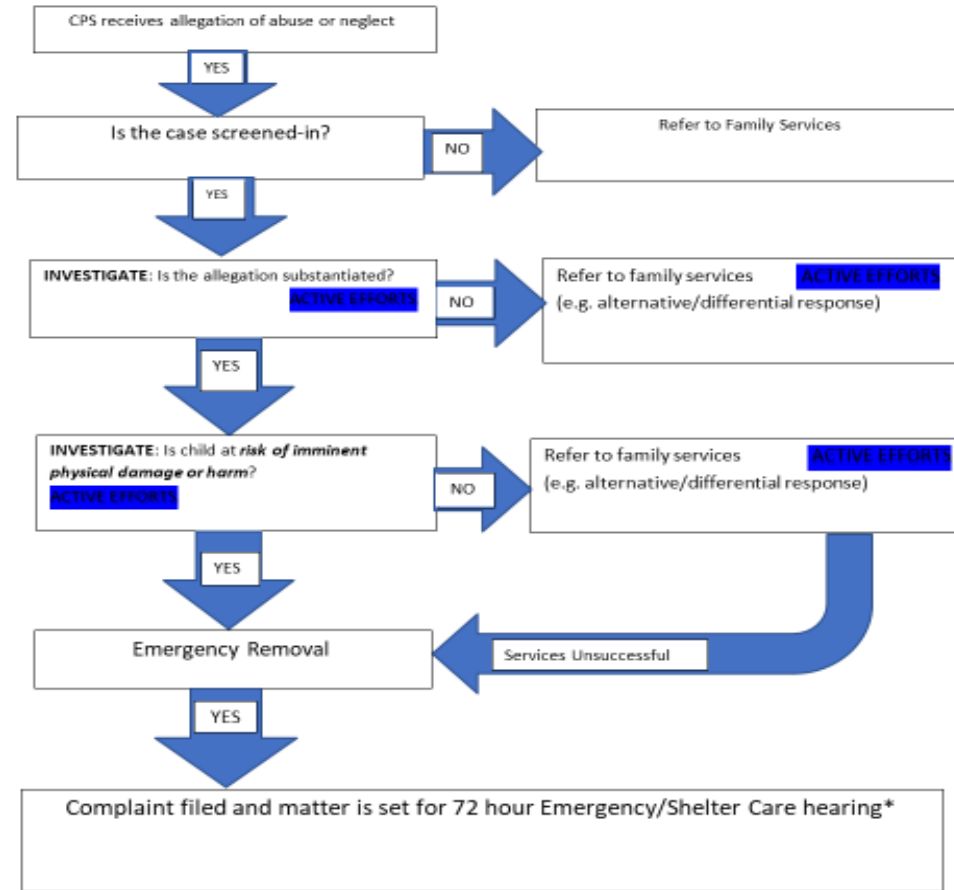 CPS receives allegation of abuse or neglect
YES
Is the case screened-in?
NO
Refer to Family Services
YES
INVESTIGATE: Is the allegation substantiated?
ACTIVE EFFORTS
NO
Refer to family services ACTIVE EFFORTS
(e.g. alternative/differential response)
YES
INVESTIGATE: Is child at risk of imminent
physical damage or harm?
ACTIVE EFFORTS
NO
Refer to family services ACTIVE EFFORTS
(e.g. alternative/differential response)
YES
Emergency Removal
Services Unsuccessful
YES
Complaint filed and matter is set for 72 hour Emergency/Shelter Care hearing*